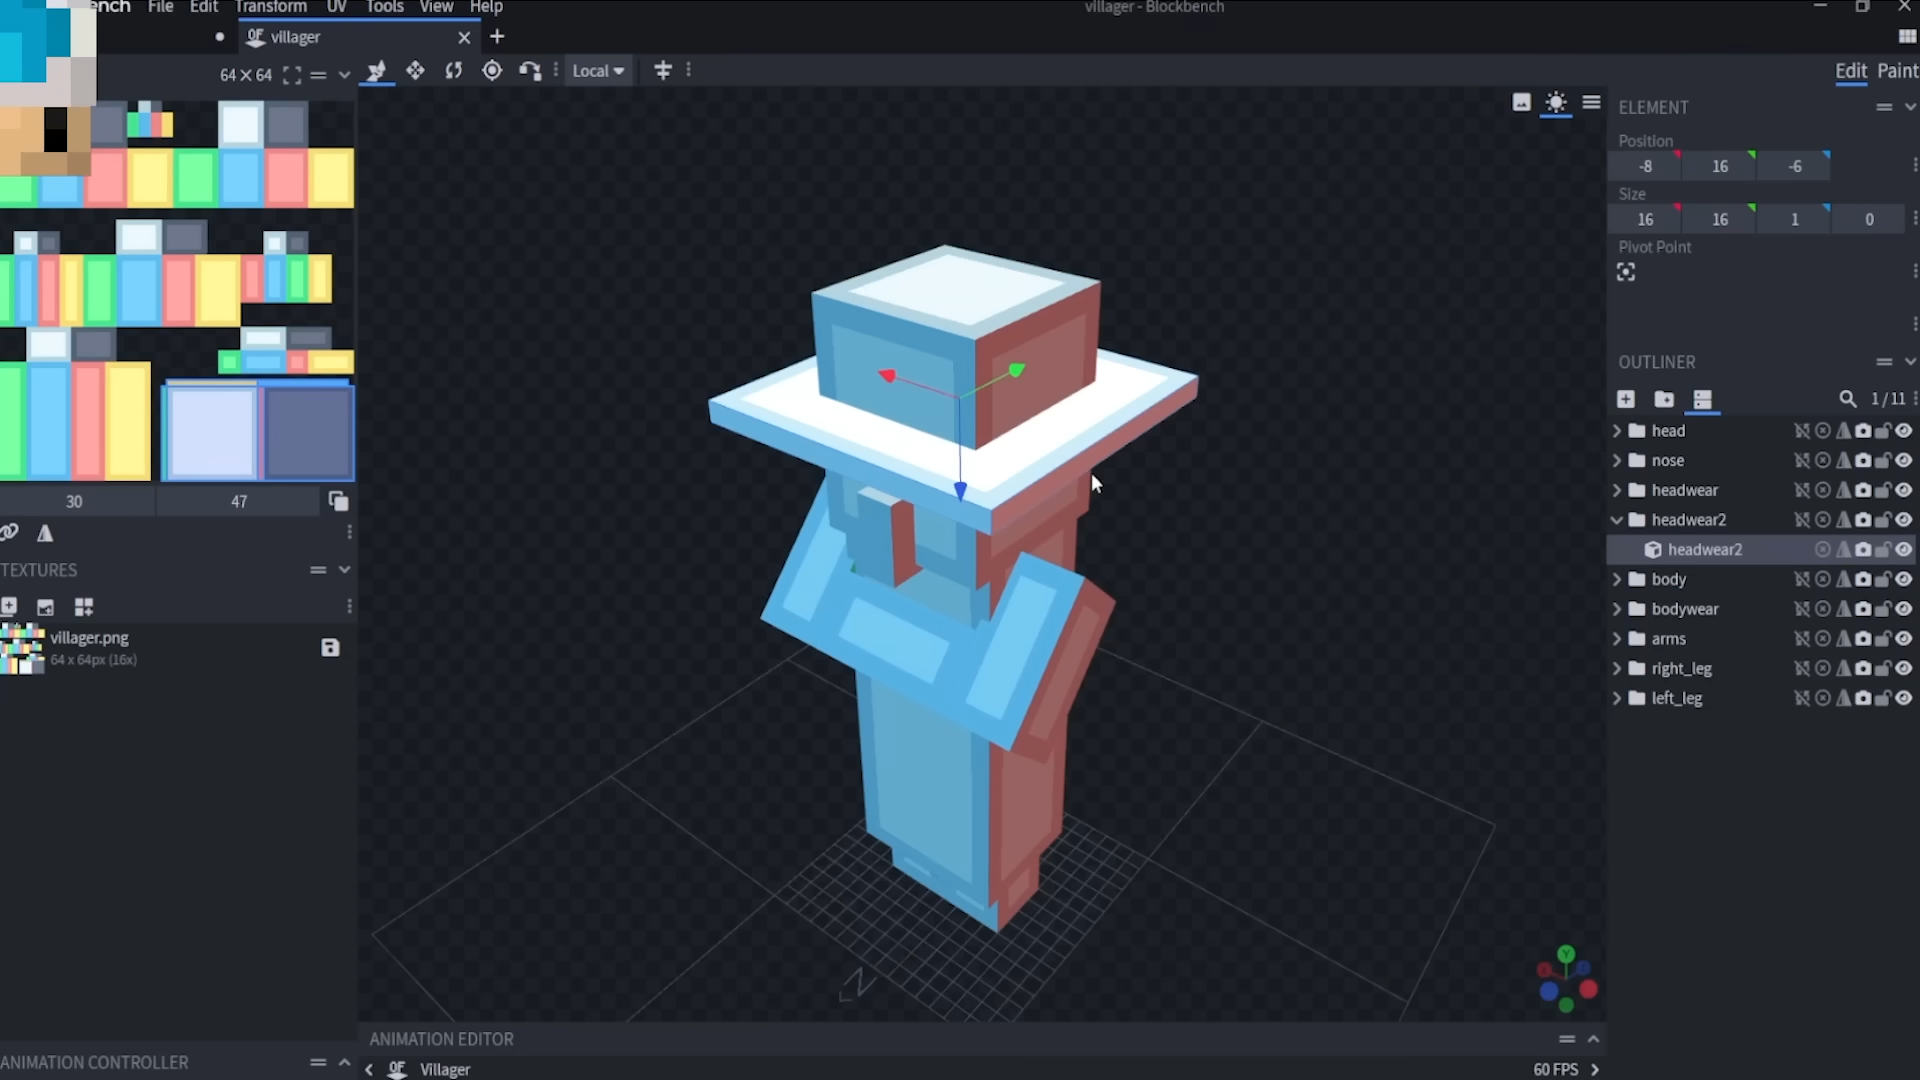 ench File Edit Transform UV Tools View Help
villager - Blockbench
villager
64 × 64
Local
Edit Paint
ELEMENT
Position
-8 16 -6
Size
16 16 1 0
Pivot Point
OUTLINER
1 / 11
head
nose
headwear
headwear2
headwear2
body
bodywear
arms
right_leg
left_leg
30 47
TEXTURES
villager.png
64 x 64px (16x)
ANIMATION CONTROLLER
ANIMATION EDITOR
Villager
60 FPS